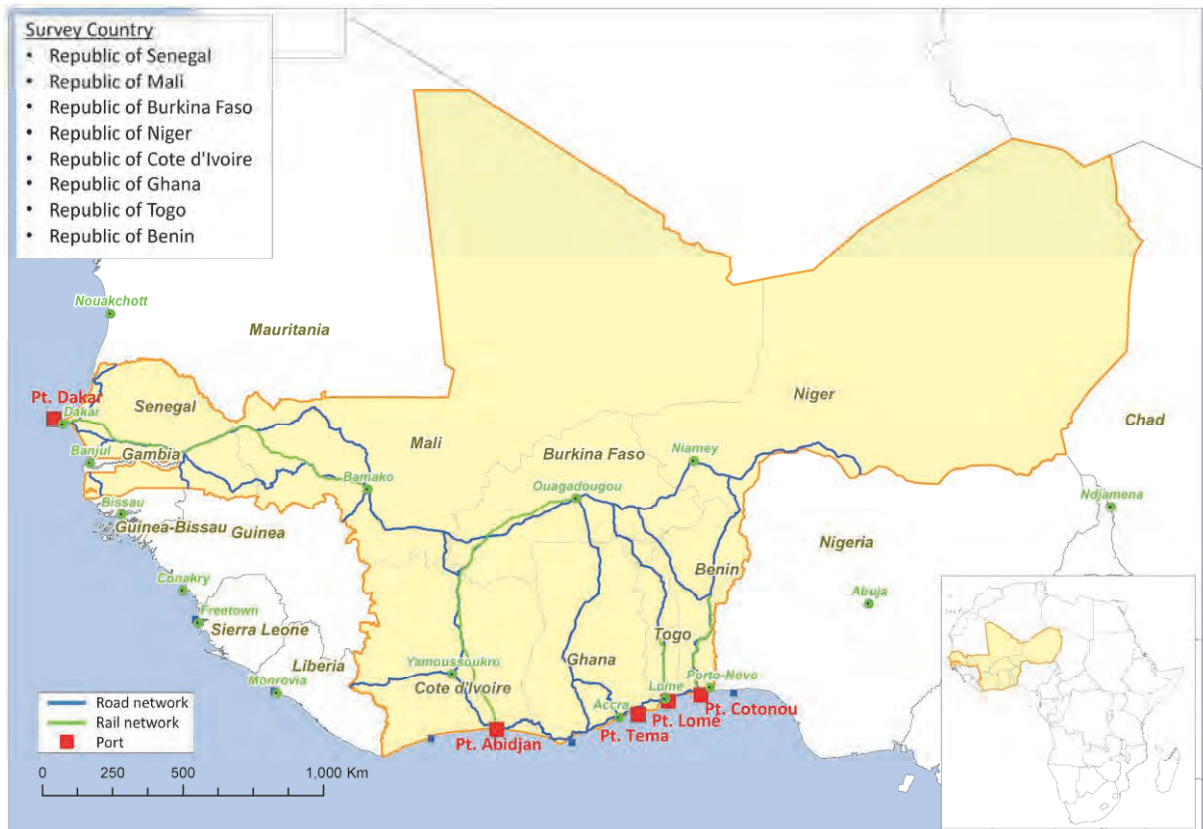 Survey Country
• Republic of Senegal
• Republic of Mali
• Republic of Burkina Faso
• Republic of Niger
• Republic of Cote d'Ivoire
• Republic of Ghana
• Republic of Togo
• Republic of Benin
Nouakchott
Mauritania
Pt. Dakar
Dakar
Senegal
Mali
Niger
Chad
Banjul
Gambia
Bamako
Burkina Faso
Niamey
Ouagadougou
Bissau
Guinea-Bissau
Guinea
Ndjamena
Nigeria
Benin
Conakry
Freetown
Sierra Leone
Abuja
Togo
Liberia
Monrovia
Yamoussoukro
Cote d'Ivoire
Ghana
Lome
Porto-Novo
Accra
Pt. Abidjan
Pt. Tema
Pt. Lomé
Pt. Cotonou
Road network
Rail network
Port
0 250 500 1,000 Km